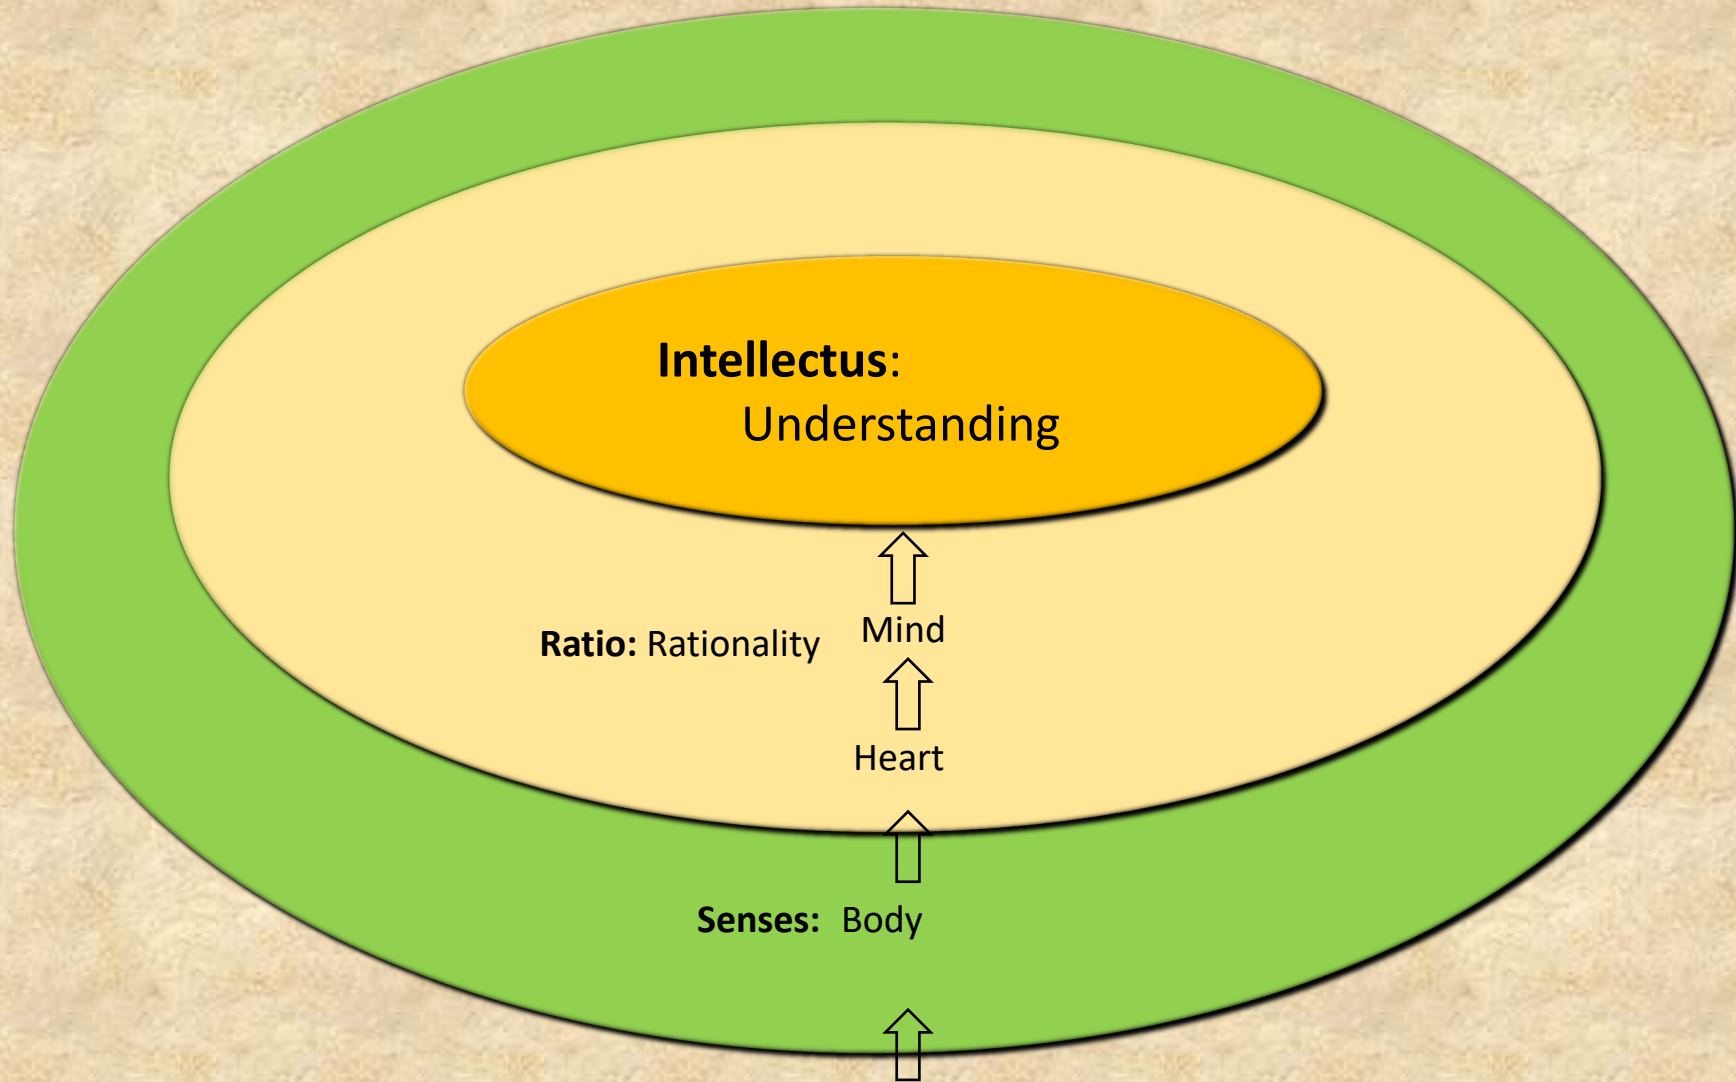 Intellectus:
Understanding
Mind
Ratio: Rationality
Heart
Senses: Body